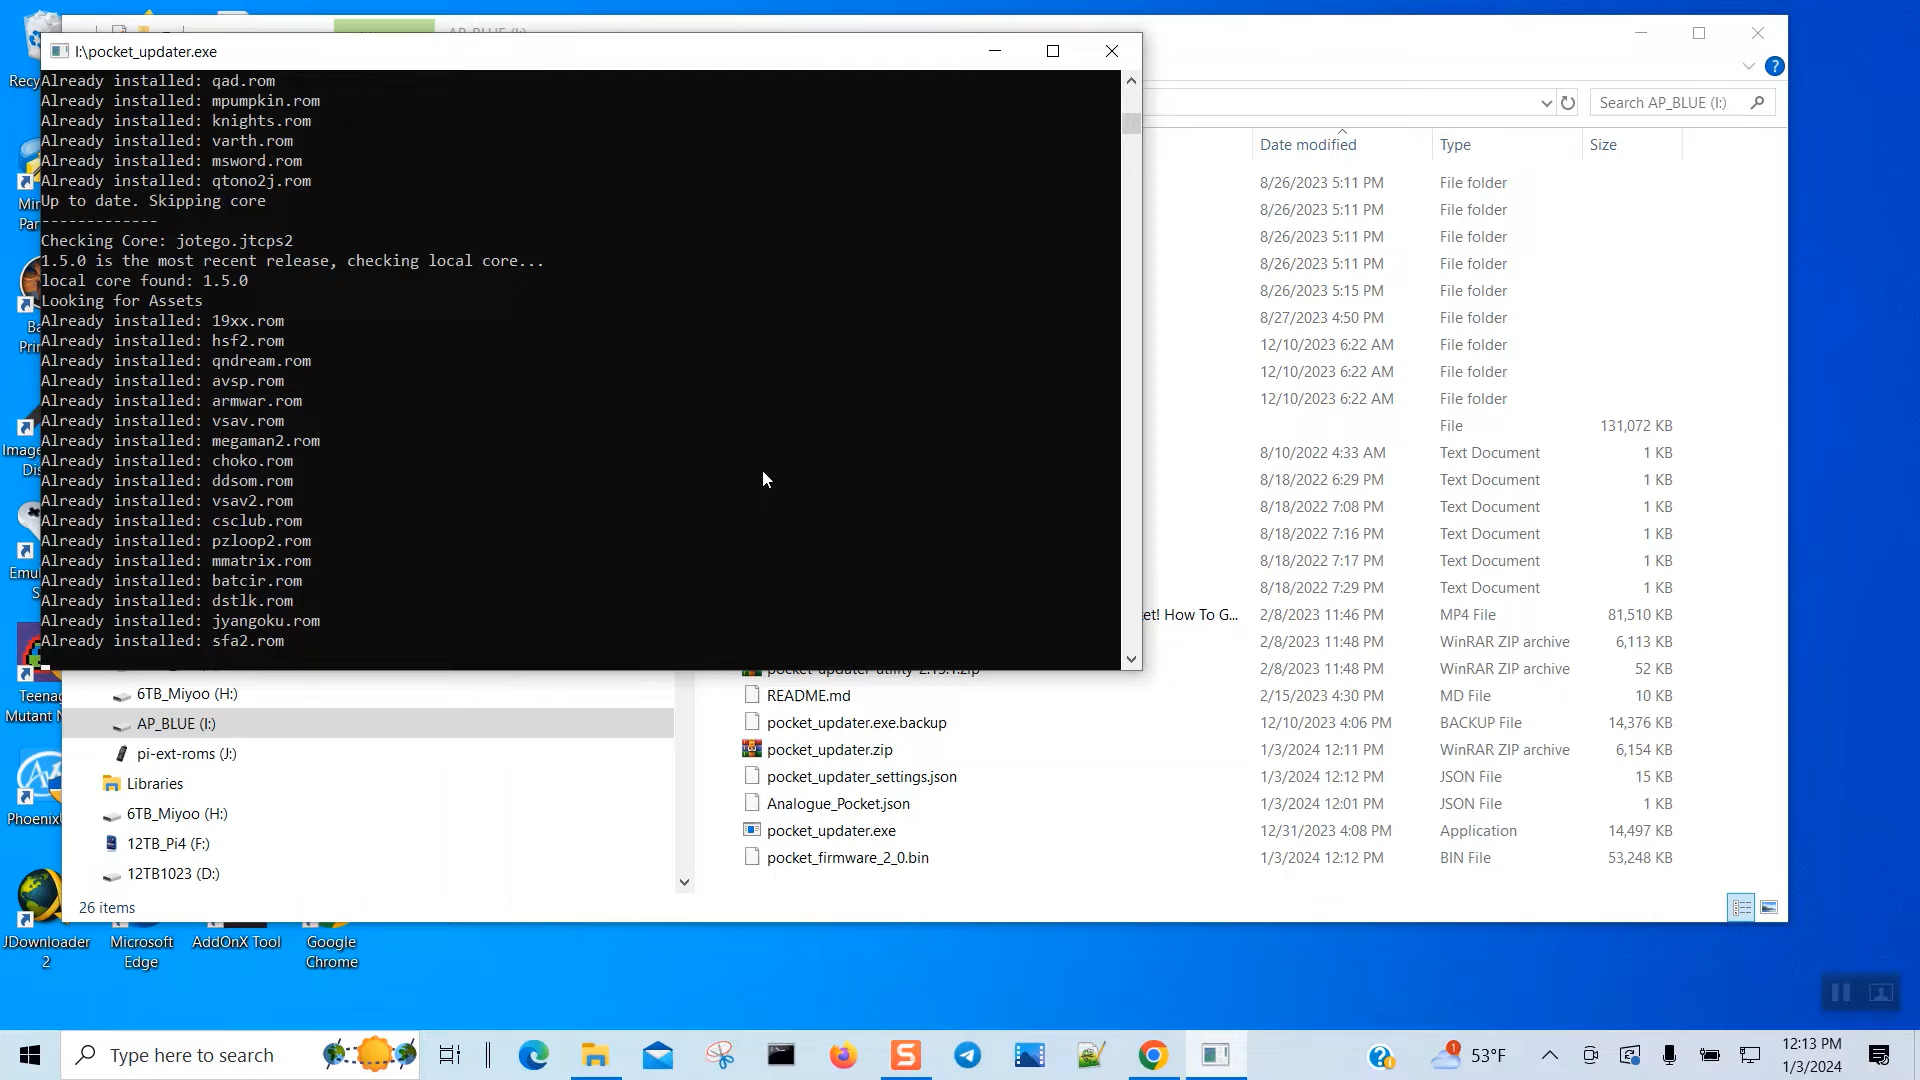 I:\pocket_updater.exe
Already installed: qad.rom
Already installed: mpumpkin.rom
Already installed: knights.rom
Already installed: varth.rom
Already installed: msword.rom
Already installed: qtono2j.rom
Up to date. Skipping core
-------------
Checking Core: jotego.jtcps2
1.5.0 is the most recent release, checking local core...
local core found: 1.5.0
Looking for Assets
Already installed: 19xx.rom
Already installed: hsf2.rom
Already installed: qndream.rom
Already installed: avsp.rom
Already installed: armwar.rom
Already installed: vsav.rom
Already installed: megaman2.rom
Already installed: choko.rom
Already installed: ddsom.rom
Already installed: vsav2.rom
Already installed: csclub.rom
Already installed: pzloop2.rom
Already installed: mmatrix.rom
Already installed: batcir.rom
Already installed: dstlk.rom
Already installed: jyangoku.rom
Already installed: sfa2.rom
Search AP_BLUE (I:)
Date modified Type Size
8/26/2023 5:11 PM File folder
8/26/2023 5:11 PM File folder
8/26/2023 5:11 PM File folder
8/26/2023 5:11 PM File folder
8/26/2023 5:15 PM File folder
8/27/2023 4:50 PM File folder
12/10/2023 6:22 AM File folder
12/10/2023 6:22 AM File folder
12/10/2023 6:22 AM File folder
File 131,072 KB
8/10/2022 4:33 AM Text Document 1 KB
8/18/2022 6:29 PM Text Document 1 KB
8/18/2022 7:08 PM Text Document 1 KB
8/18/2022 7:16 PM Text Document 1 KB
8/18/2022 7:17 PM Text Document 1 KB
8/18/2022 7:29 PM Text Document 1 KB
et! How To G... 2/8/2023 11:46 PM MP4 File 81,510 KB
2/8/2023 11:48 PM WinRAR ZIP archive 6,113 KB
2/8/2023 11:48 PM WinRAR ZIP archive 52 KB
README.md 2/15/2023 4:30 PM MD File 10 KB
pocket_updater.exe.backup 12/10/2023 4:06 PM BACKUP File 14,376 KB
pocket_updater.zip 1/3/2024 12:11 PM WinRAR ZIP archive 6,154 KB
pocket_updater_settings.json 1/3/2024 12:12 PM JSON File 15 KB
Analogue_Pocket.json 1/3/2024 12:01 PM JSON File 1 KB
pocket_updater.exe 12/31/2023 4:08 PM Application 14,497 KB
pocket_firmware_2_0.bin 1/3/2024 12:12 PM BIN File 53,248 KB
6TB_Miyoo (H:)
AP_BLUE (I:)
pi-ext-roms (J:)
Libraries
6TB_Miyoo (H:)
12TB_Pi4 (F:)
12TB1023 (D:)
26 items
Recy
Min
Par
Ba
Prin
Image
Dis
Emul
S
Teena
Mutant N
PhoenixU
JDownloader
2
Microsoft
Edge
AddOnX Tool
Google
Chrome
Type here to search
1
53°F
12:13 PM
1/3/2024